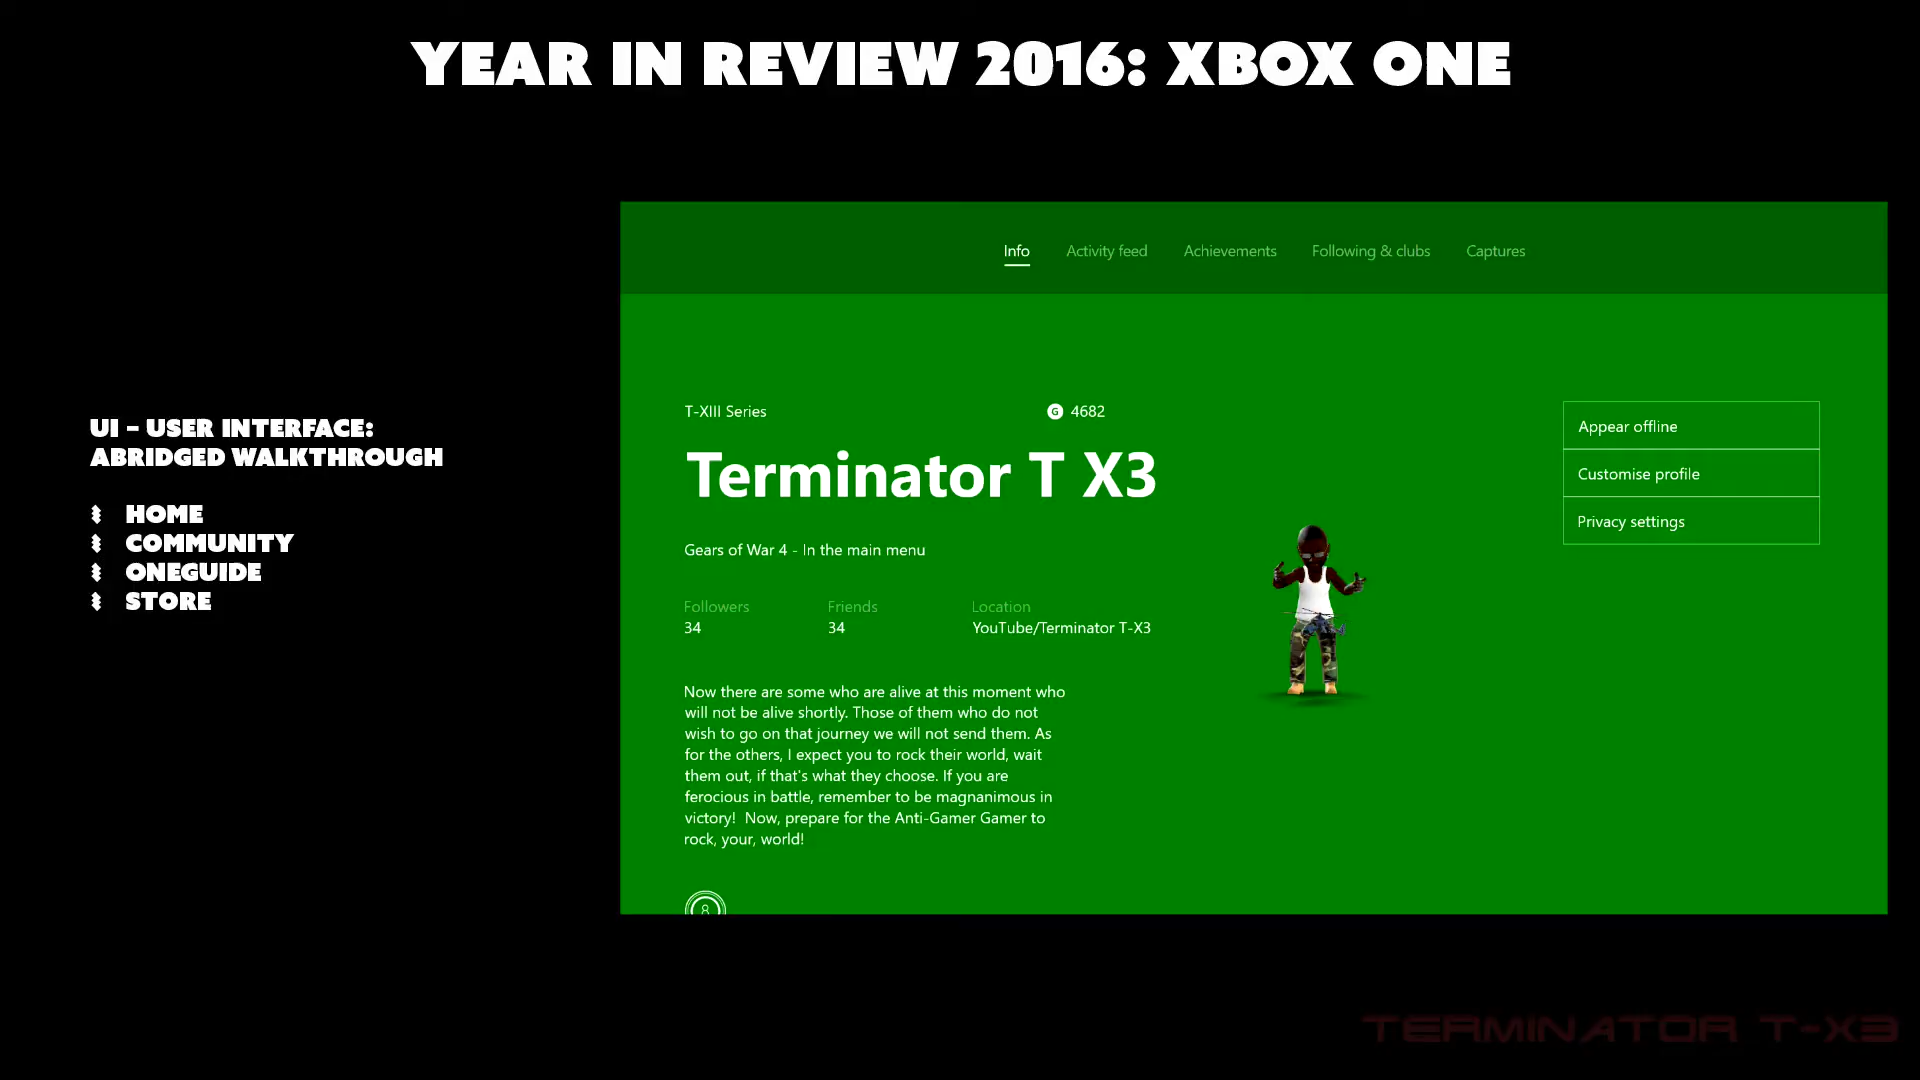 YEAR IN REVIEW 2016: XBOX ONE
UI – USER INTERFACE:
ABRIDGED WALKTHROUGH
HOME
COMMUNITY
ONEGUIDE
STORE
Info Activity feed Achievements Following & clubs Captures
T-XIII Series G 4682
Terminator T X3
Gears of War 4 - In the main menu
Followers Friends Location
34 34 YouTube/Terminator T-X3
Now there are some who are alive at this moment who
will not be alive shortly. Those of them who do not
wish to go on that journey we will not send them. As
for the others, I expect you to rock their world, wait
them out, if that's what they choose. If you are
ferocious in battle, remember to be magnanimous in
victory!  Now, prepare for the Anti-Gamer Gamer to
rock, your, world!
8
Appear offline
Customise profile
Privacy settings
TERMINATOR T-X3